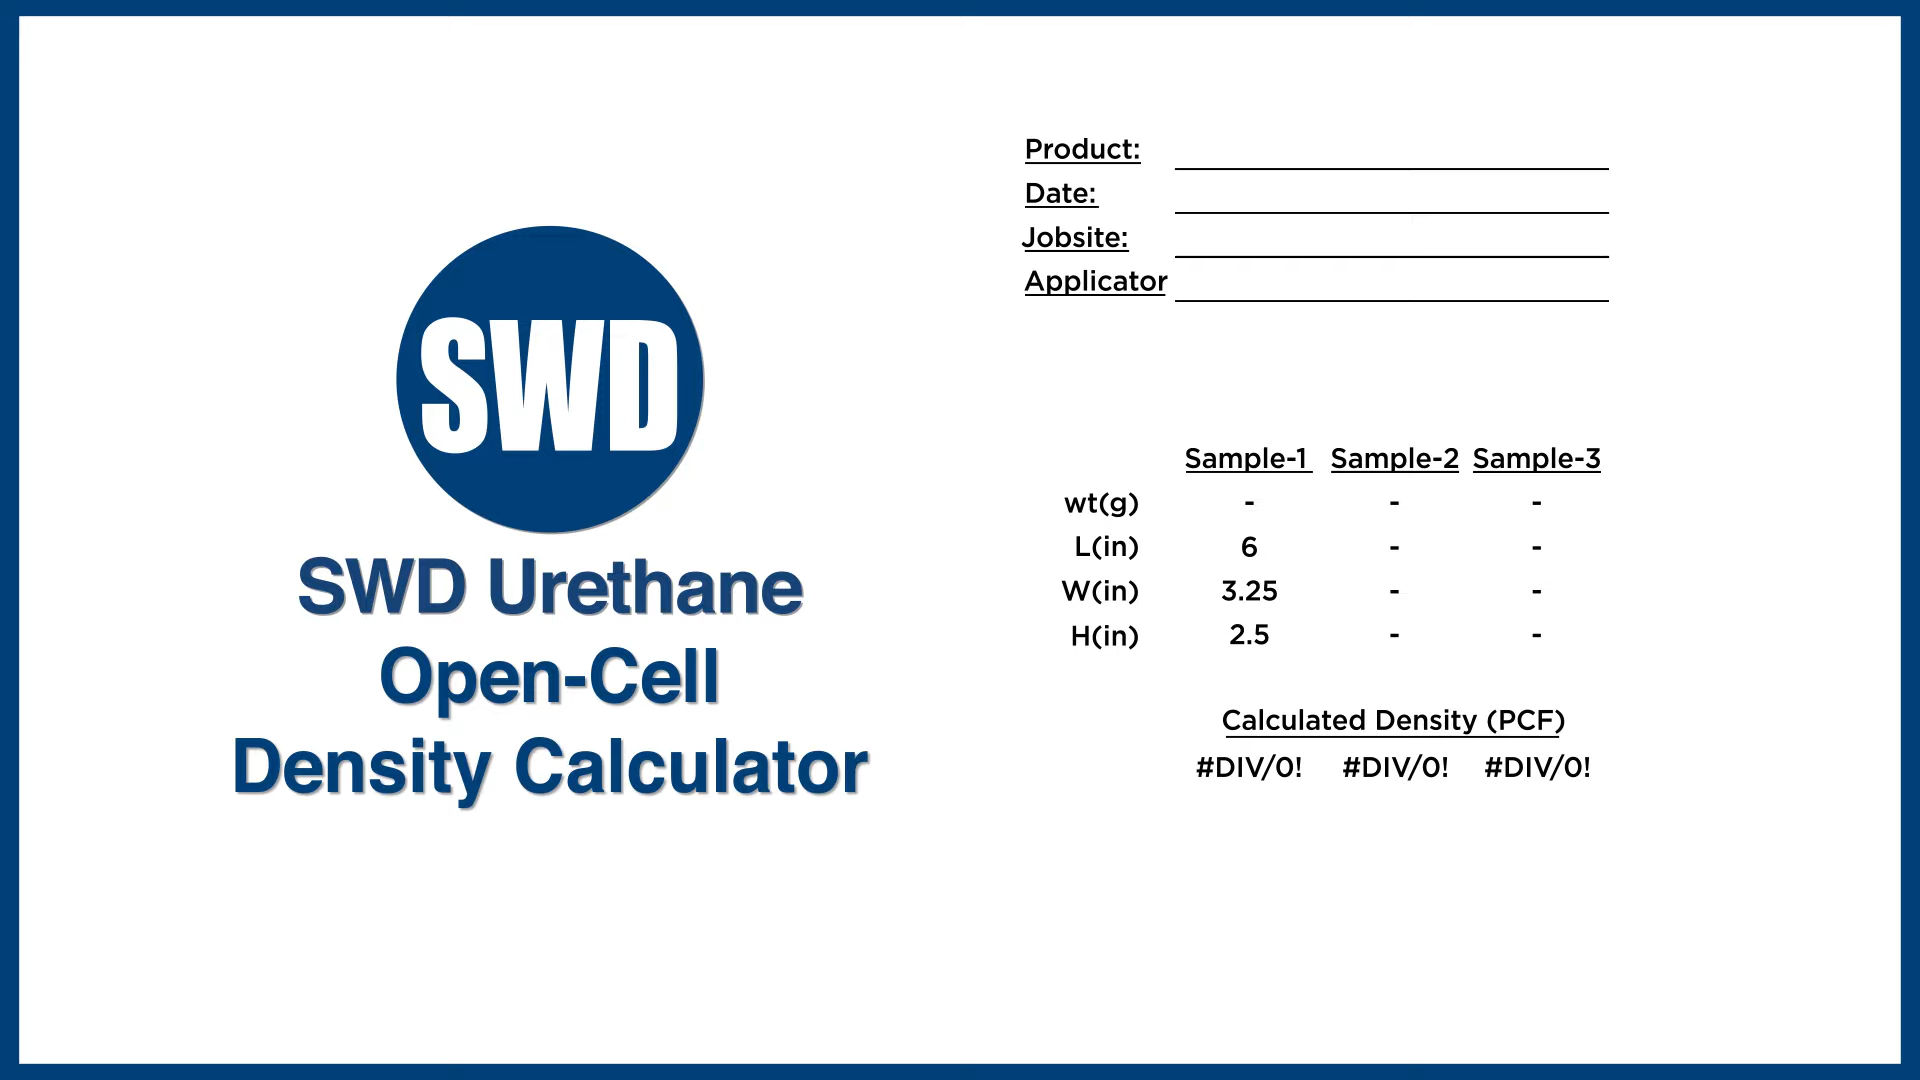 SWD
SWD Urethane
Open-Cell
Density Calculator
Product:
Date:
Jobsite:
Applicator
Sample-1 Sample-2 Sample-3
wt(g) - - -
L(in) 6 - -
W(in) 3.25 - -
H(in) 2.5 - -
Calculated Density (PCF)
#DIV/0! #DIV/0! #DIV/0!